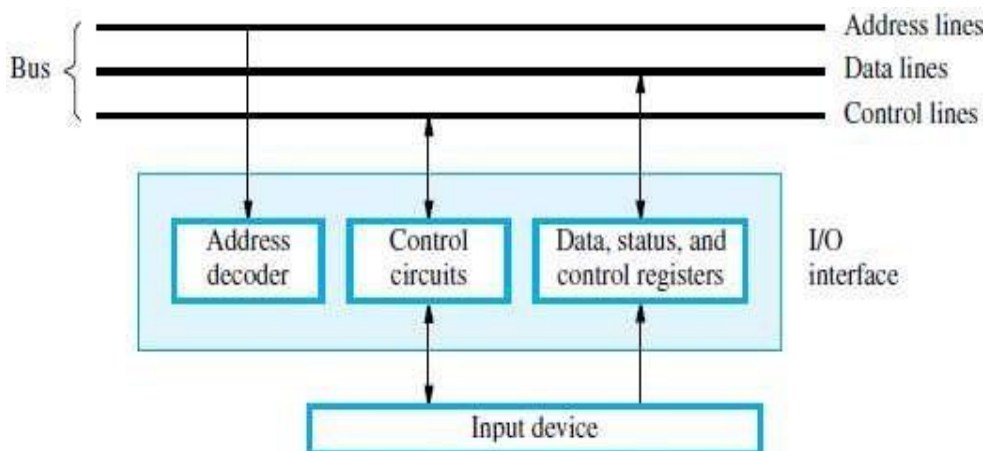 Address lines
Bus
Data lines
Control lines
Address
decoder
Control
circuits
Data, status, and
control registers
I/O
interface
Input device